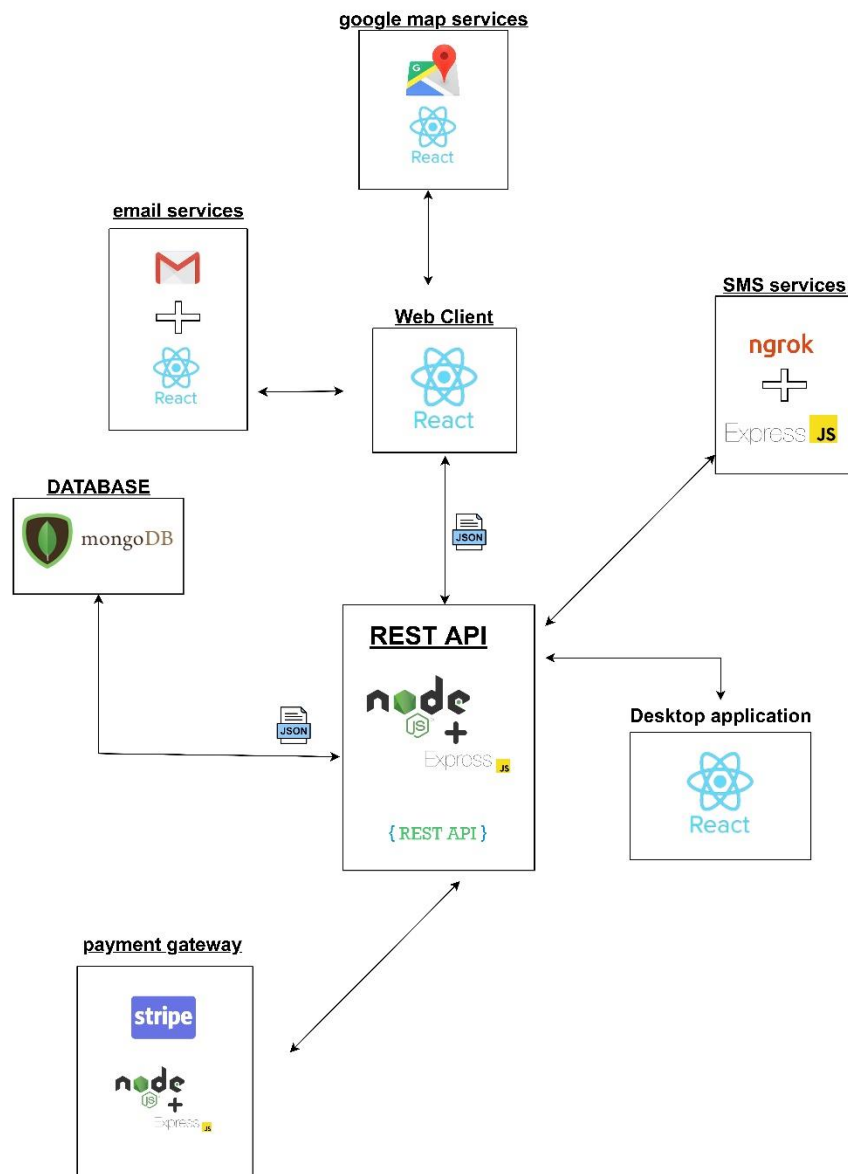 google map services
G
React
email services
React
Web Client
React
SMS services
ngrok
Express JS
DATABASE
mongoDB
JSON
REST API
node
JS
Express JS
{ REST API }
JSON
Desktop application
React
payment gateway
stripe
node
JS
Express JS